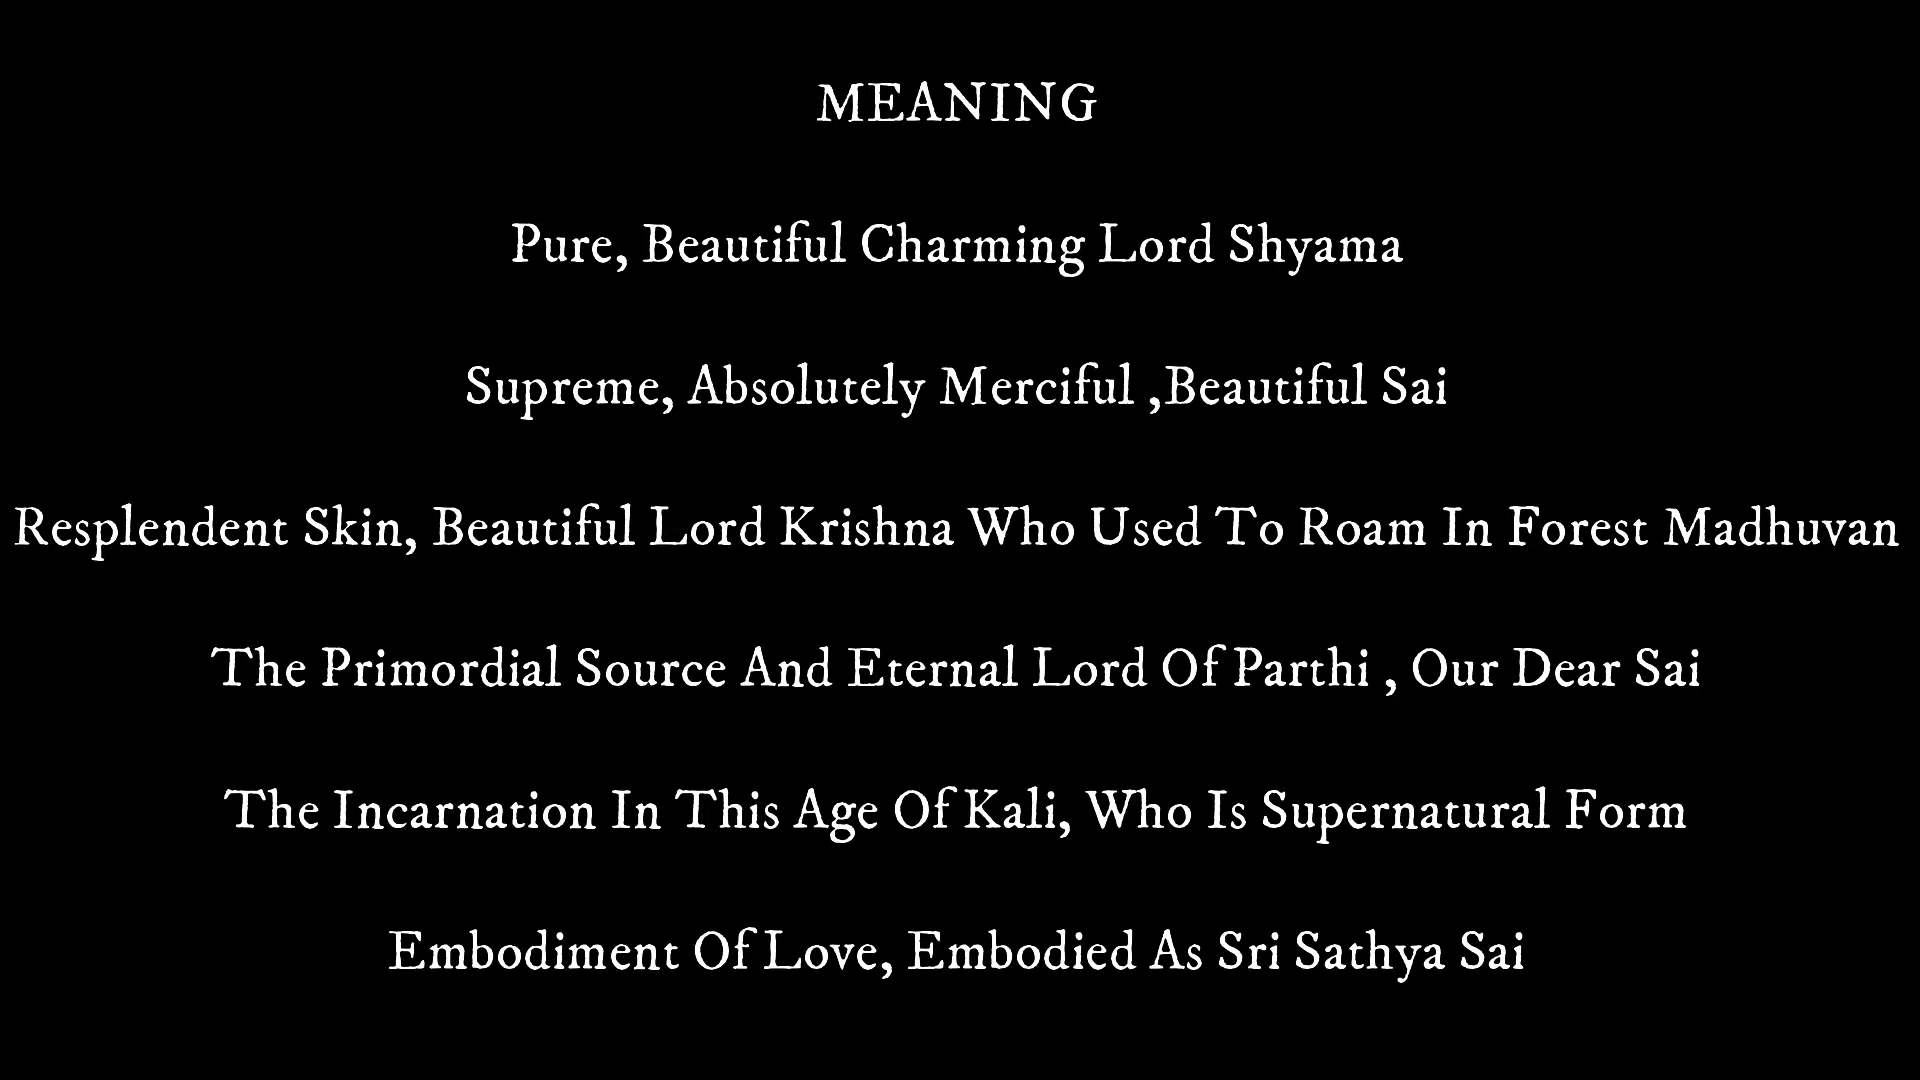 MEANING
Pure, Beautiful Charming Lord Shyama
Supreme, Absolutely Merciful ,Beautiful Sai
Resplendent Skin, Beautiful Lord Krishna Who Used To Roam In Forest Madhuvan
The Primordial Source And Eternal Lord Of Parthi , Our Dear Sai
The Incarnation In This Age Of Kali, Who Is Supernatural Form
Embodiment Of Love, Embodied As Sri Sathya Sai